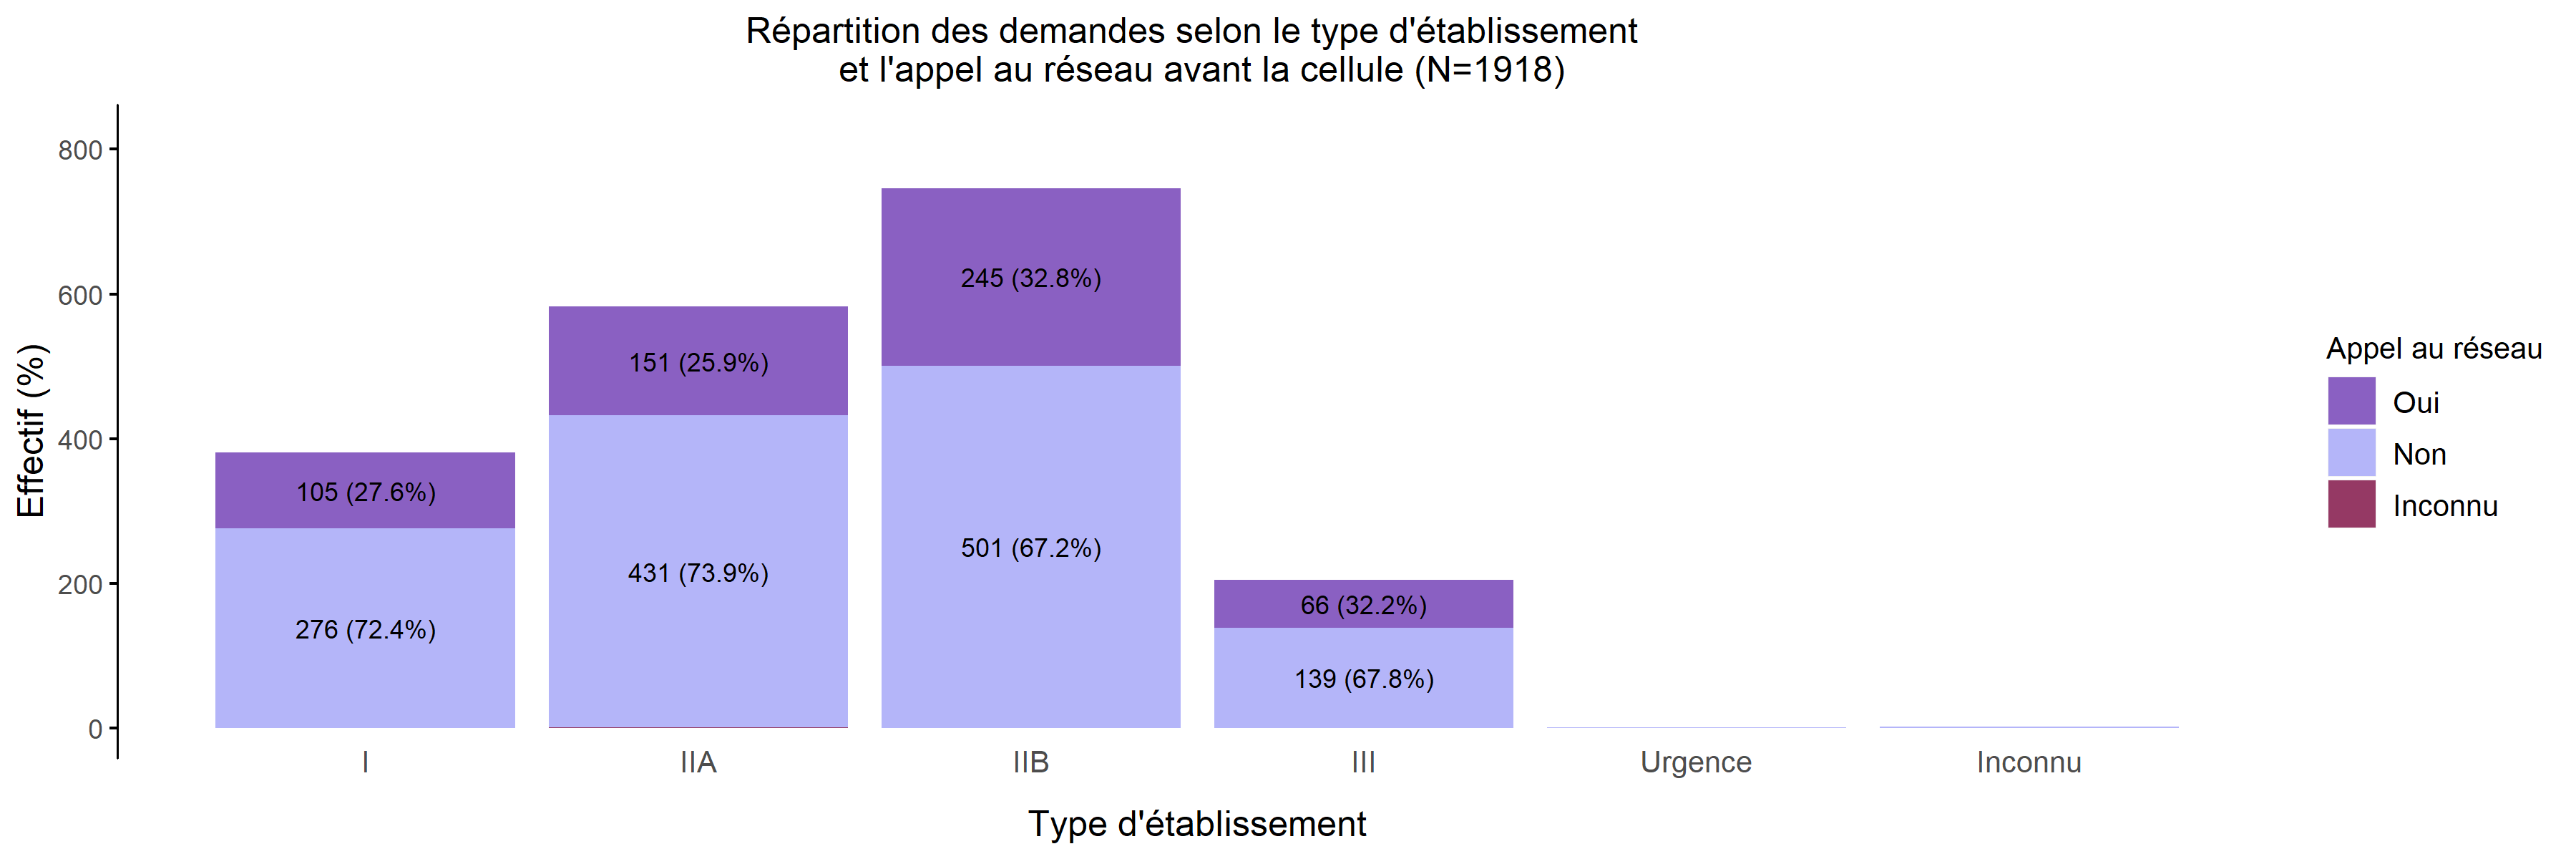 Répartition des demandes selon le type d'établissement
et l'appel au réseau avant la cellule (N=1918)
Effectif (%)
800
600
400
200
0
105 (27.6%)
276 (72.4%)
151 (25.9%)
431 (73.9%)
245 (32.8%)
501 (67.2%)
66 (32.2%)
139 (67.8%)
I
IIA
IIB
III
Urgence
Inconnu
Type d'établissement
Appel au réseau
Oui
Non
Inconnu